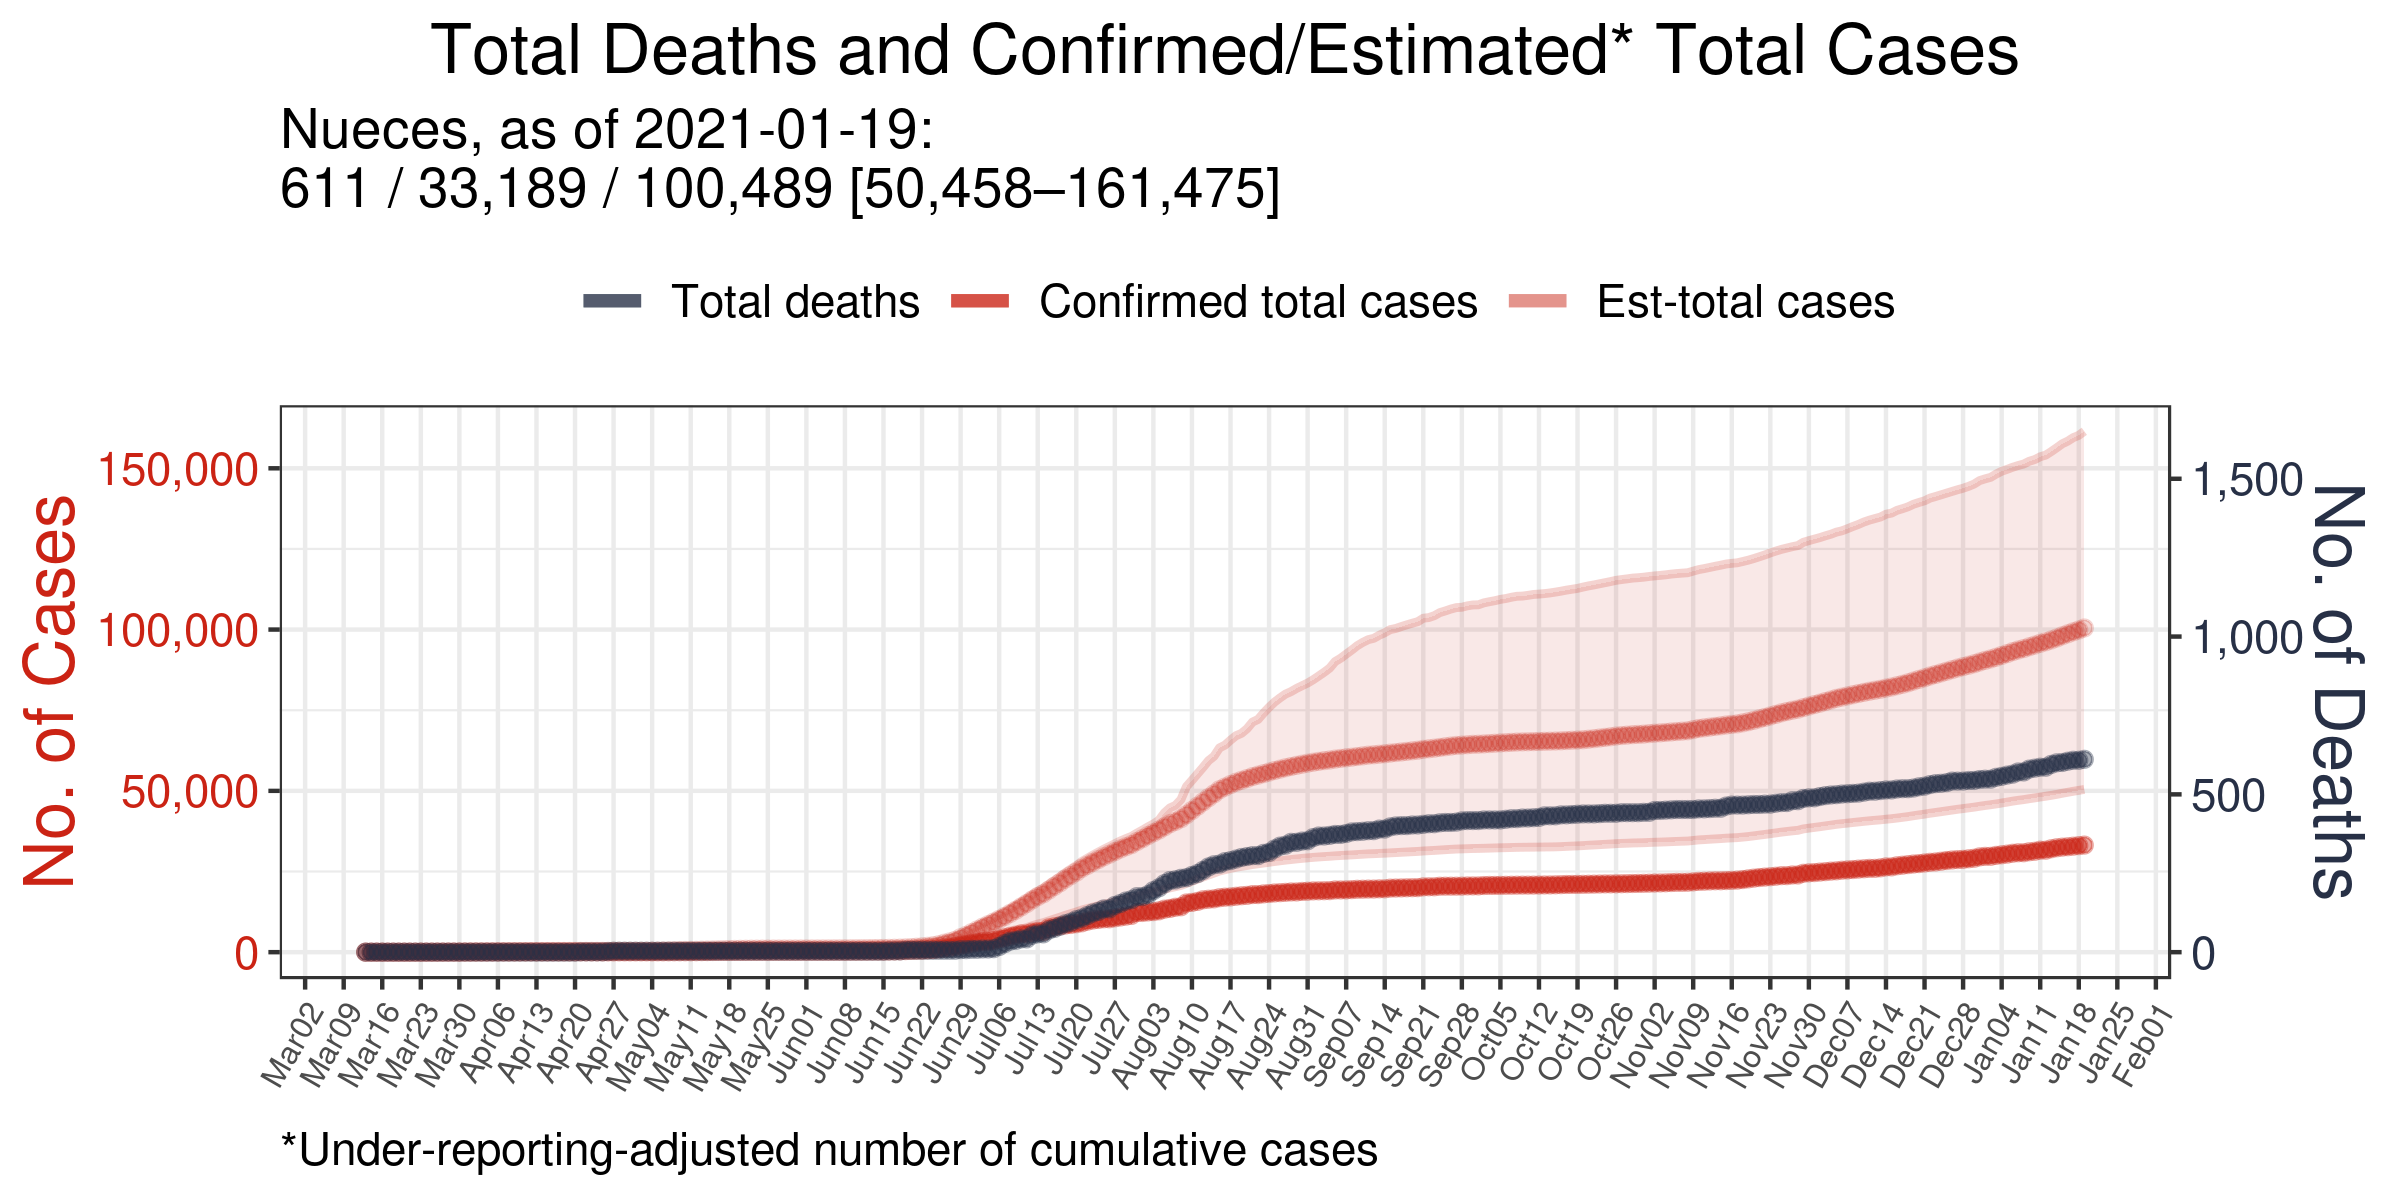 Total Deaths and Confirmed/Estimated* Total Cases
Nueces, as of 2021-01-19:
611 / 33,189 / 100,489 [50,458–161,475]
Total deaths
Confirmed total cases
Est-total cases
No. of Cases
150,000
100,000
50,000
0
1,500
1,000
500
0
No. of Deaths
Mar02
Mar09
Mar16
Mar23
Mar30
Apr06
Apr13
Apr20
Apr27
May04
May11
May18
May25
Jun01
Jun08
Jun15
Jun22
Jun29
Jul06
Jul13
Jul20
Jul27
Aug03
Aug10
Aug17
Aug24
Aug31
Sep07
Sep14
Sep21
Sep28
Oct05
Oct12
Oct19
Oct26
Nov02
Nov09
Nov16
Nov23
Nov30
Dec07
Dec14
Dec21
Dec28
Jan04
Jan11
Jan18
Jan25
Feb01
*Under-reporting-adjusted number of cumulative cases